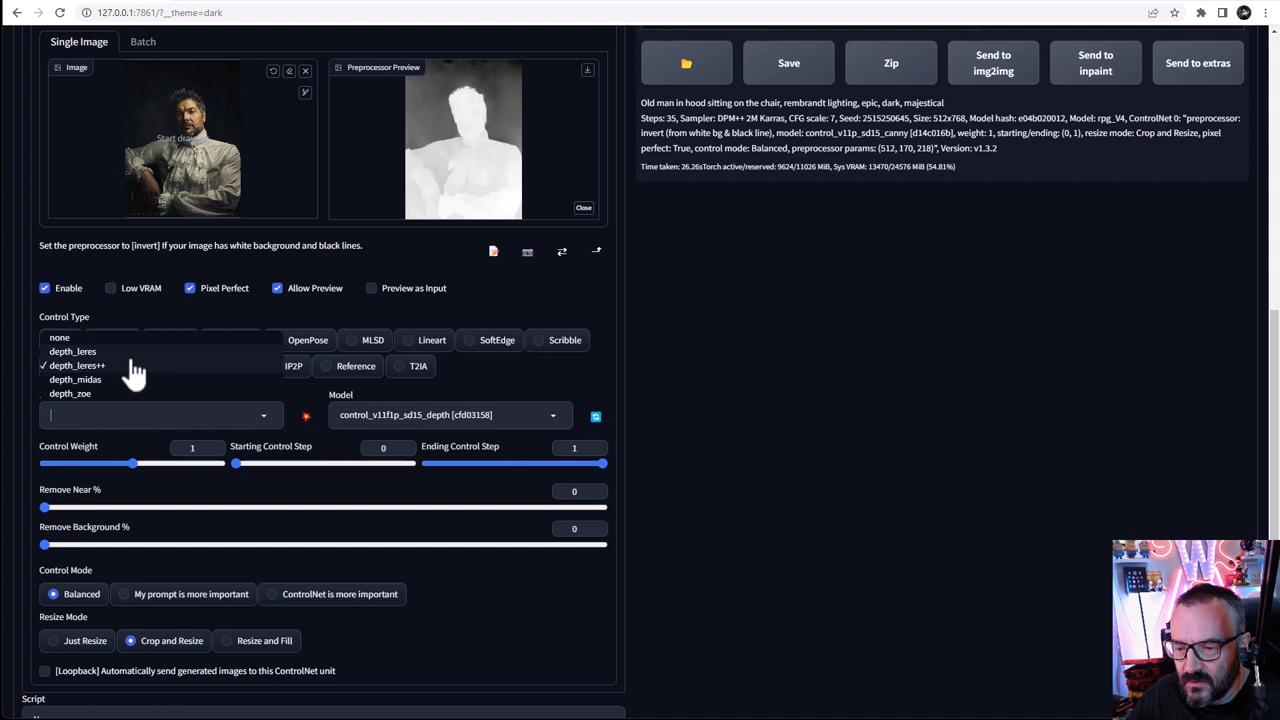 127.0.0.1:7861/?__theme=dark
Single Image
Batch
Image
Start draw
Preprocessor Preview
Close
Set the preprocessor to [invert] If your image has white background and black lines.
Enable
Low VRAM
Pixel Perfect
Allow Preview
Preview as Input
Control Type
none
depth_leres
✓ depth_leres++
depth_midas
depth_zoe
OpenPose
MLSD
Lineart
SoftEdge
Scribble
IP2P
Reference
T2IA
Model
control_v11f1p_sd15_depth [cfd03158]
Control Weight
1
Starting Control Step
0
Ending Control Step
1
Remove Near %
0
Remove Background %
0
Control Mode
Balanced
My prompt is more important
ControlNet is more important
Resize Mode
Just Resize
Crop and Resize
Resize and Fill
[Loopback] Automatically send generated images to this ControlNet unit
Script
Save
Zip
Send to
img2img
Send to
inpaint
Send to extras
Old man in hood sitting on the chair, rembrandt lighting, epic, dark, majestical
Steps: 35, Sampler: DPM++ 2M Karras, CFG scale: 7, Seed: 2515250645, Size: 512x768, Model hash: e04b020012, Model: rpg_V4, ControlNet 0: "preprocessor:
invert (from white bg & black line), model: control_v11p_sd15_canny [d14c016b], weight: 1, starting/ending: (0, 1), resize mode: Crop and Resize, pixel
perfect: True, control mode: Balanced, preprocessor params: (512, 170, 218)", Version: v1.3.2
Time taken: 26.26sTorch active/reserved: 9624/11026 MiB, Sys VRAM: 13470/24576 MiB (54.81%)